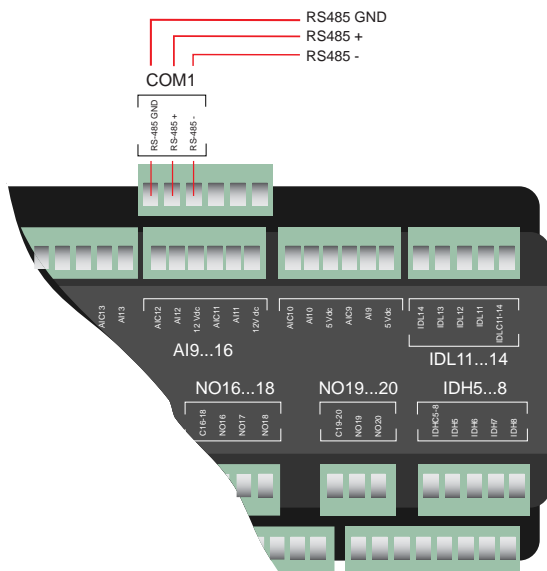 RS485 GND
RS485 +
RS485 -
COM1
RS-485 GND
RS-485 +
RS-485 -
AIC13
AI13
AIC12
AI12
12 Vdc
AIC11
AI11
12V dc
AIC10
AI10
5 Vdc
AIC9
AI9
5 Vdc
IDL14
IDL13
IDL12
IDL11
IDLC11-14
AI9...16
IDL11...14
NO16...18
NO19...20
IDH5...8
C16-18
NO16
NO17
NO18
C19-20
NO19
NO20
IDHC5-8
IDH5
IDH6
IDH7
IDH8